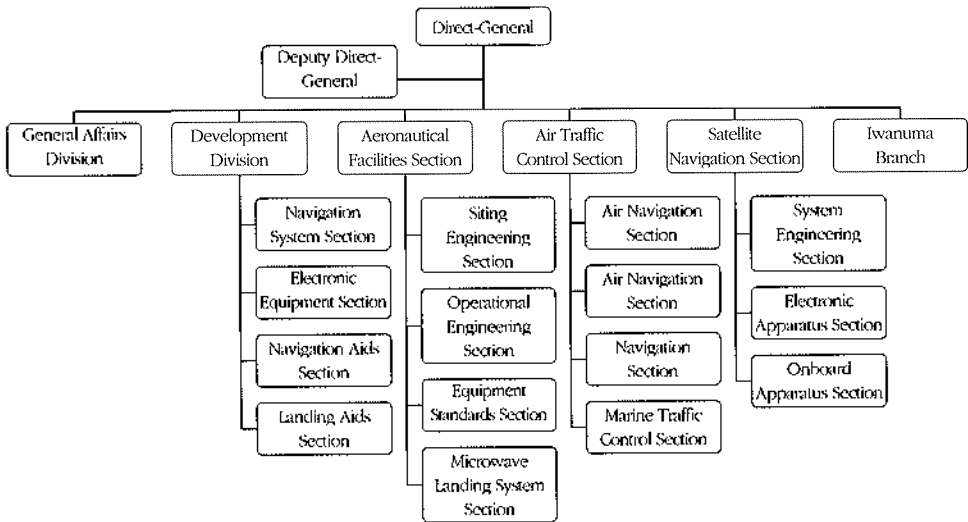 Direct-General
Deputy Direct-
General
General Affairs
Division
Development
Division
Aeronautical
Facilities Section
Air Traffic
Control Section
Satellite
Navigation Section
Iwanuma
Branch
Navigation
System Section
Electronic
Equipment Section
Navigation Aids
Section
Landing Aids
Section
Siting
Engineering
Section
Operational
Engineering
Section
Equipment
Standards Section
Microwave
Landing System
Section
Air Navigation
Section
Air Navigation
Section
Navigation
Section
Marine Traffic
Control Section
System
Engineering
Section
Electronic
Apparatus Section
Onboard
Apparatus Section